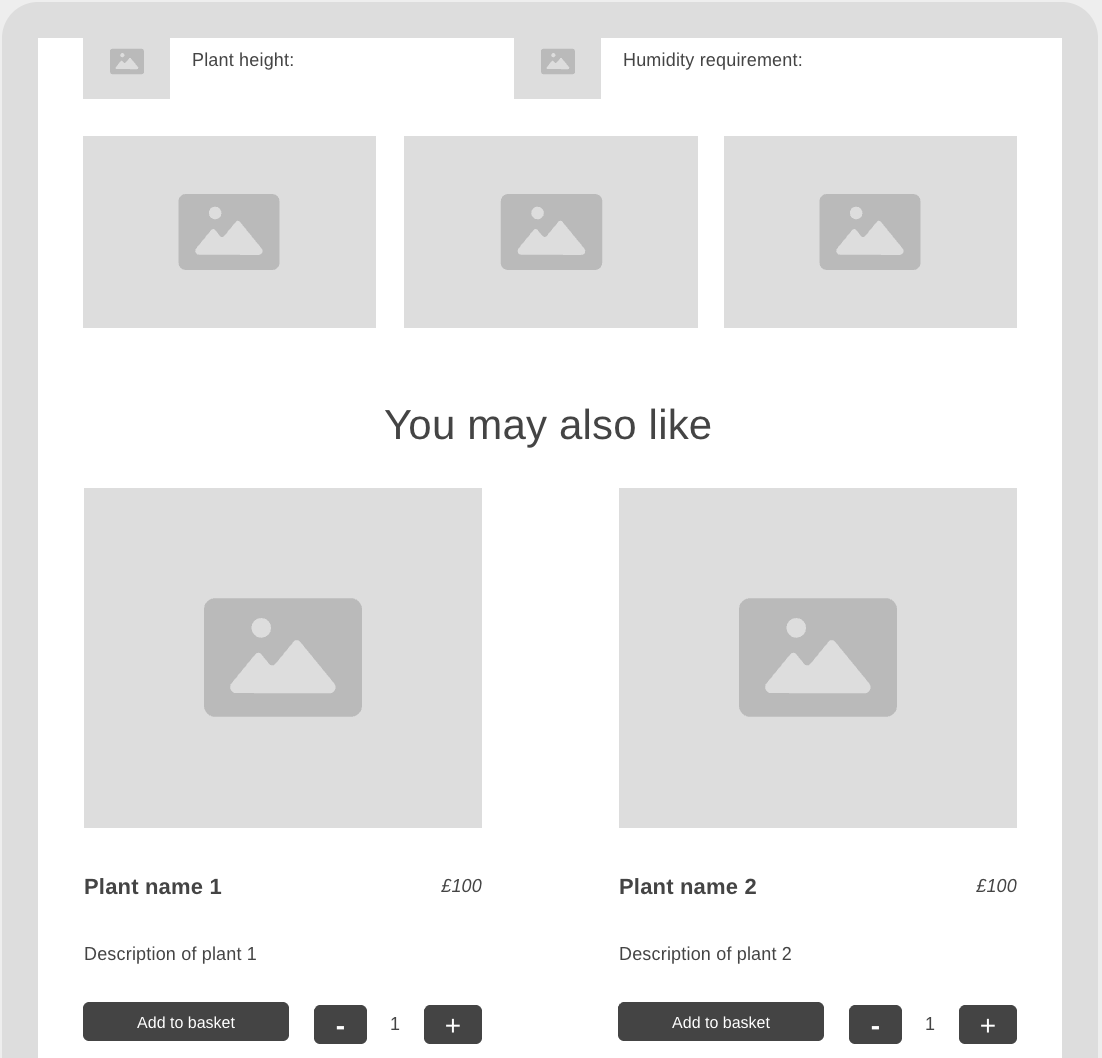 Plant height:
Humidity requirement:
You may also like
Plant name 1
£100
Plant name 2
£100
Description of plant 1
Description of plant 2
Add to basket
-
1
+
Add to basket
-
1
+